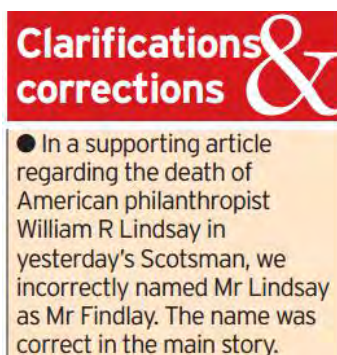 Clarifications &
corrections
● In a supporting article
regarding the death of
American philanthropist
William R Lindsay in
yesterday's Scotsman, we
incorrectly named Mr Lindsay
as Mr Findlay. The name was
correct in the main story.